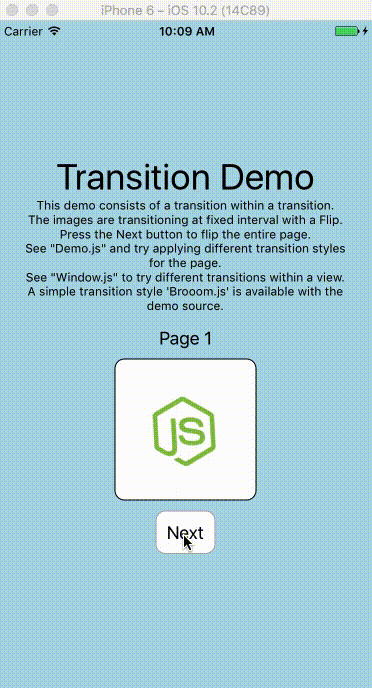 iPhone 6 – iOS 10.2 (14C89)
Carrier 10:09 AM
Transition Demo
This demo consists of a transition within a transition.
The images are transitioning at fixed interval with a Flip.
Press the Next button to flip the entire page.
See "Demo.js" and try applying different transition styles
for the page.
See "Window.js" to try different transitions within a view.
A simple transition style 'Brooom.js' is available with the
demo source.
Page 1
JS
Next